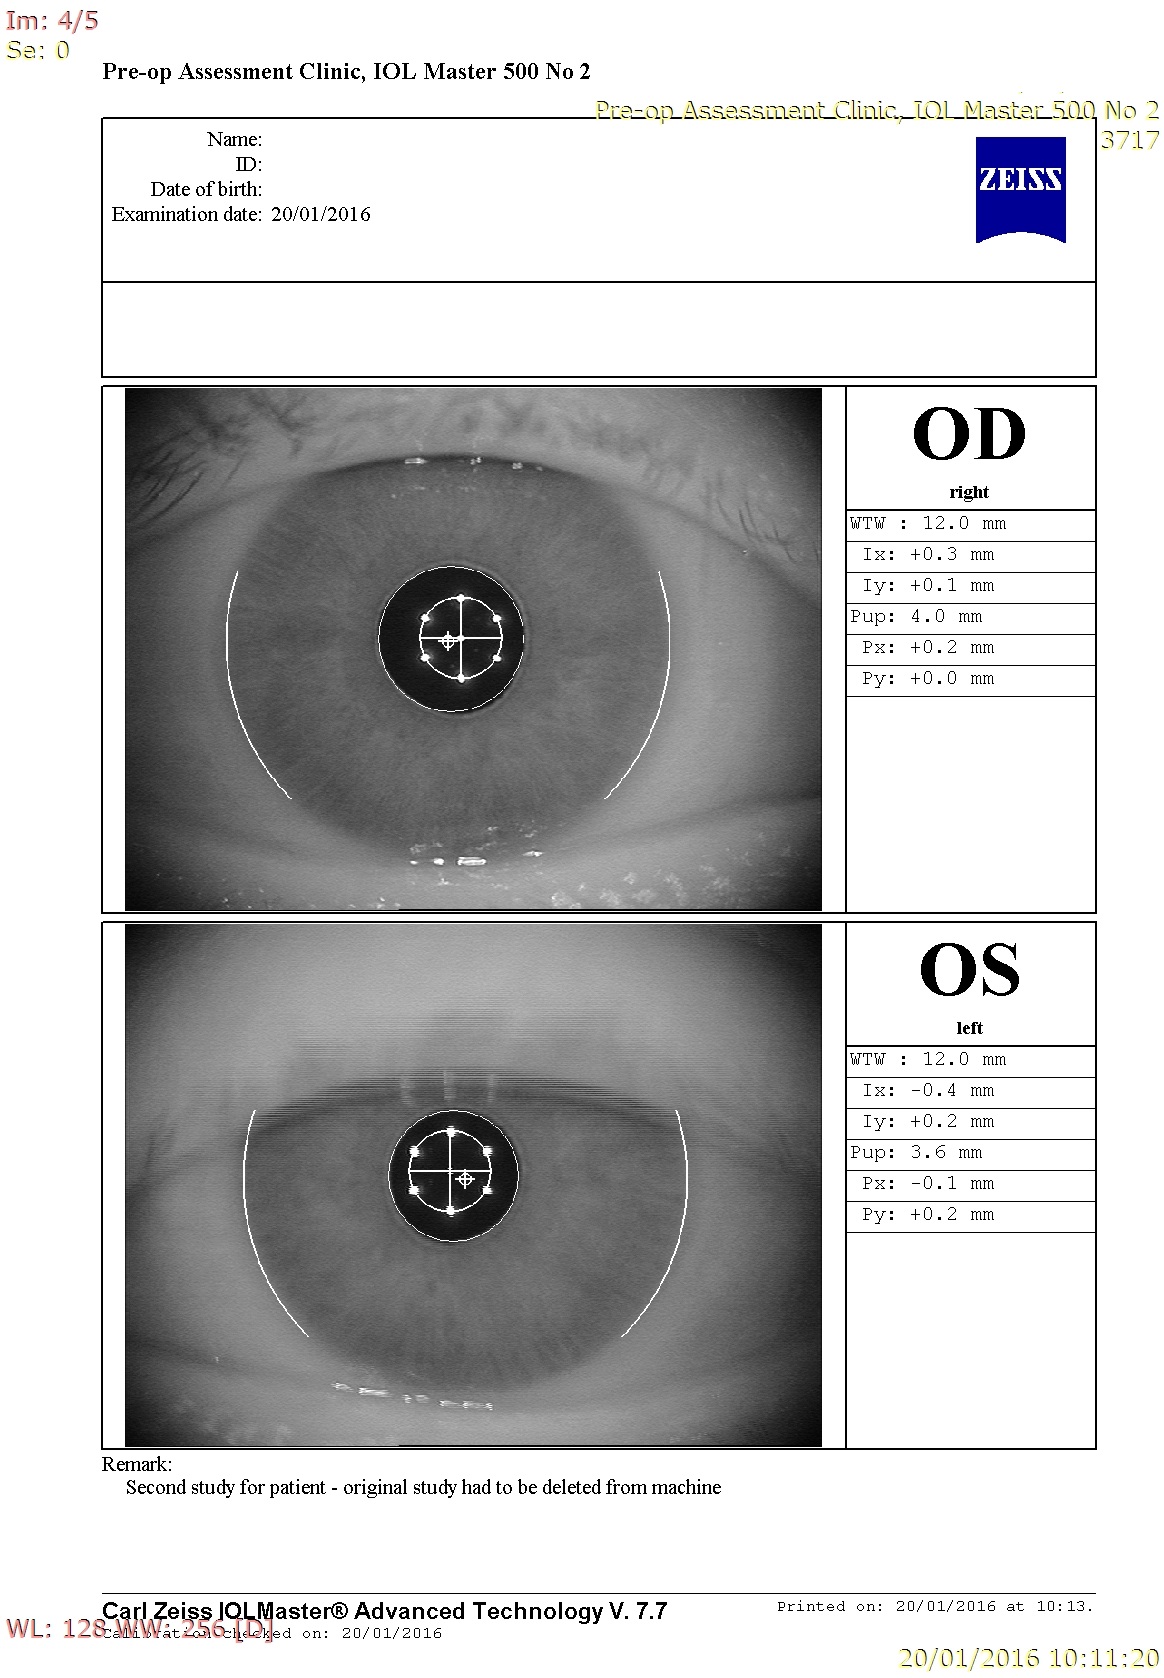 Im: 4/5
Se: 0
Pre-op Assessment Clinic, IOL Master 500 No 2
Pre-op Assessment Clinic, IOL Master 500 No 2
3717
Name:
ID:
Date of birth:
Examination date: 20/01/2016
ZEISS
OD
right
WTW : 12.0 mm
Ix: +0.3 mm
Iy: +0.1 mm
Pup: 4.0 mm
Px: +0.2 mm
Py: +0.0 mm
OS
left
WTW : 12.0 mm
Ix: -0.4 mm
Iy: +0.2 mm
Pup: 3.6 mm
Px: -0.1 mm
Py: +0.2 mm
Remark:
Second study for patient - original study had to be deleted from machine
Carl Zeiss IOLMaster® Advanced Technology V. 7.7
Printed on: 20/01/2016 at 10:13.
WL: 128 WW: 256 [D]
Calibration checked on: 20/01/2016
20/01/2016 10:11:20